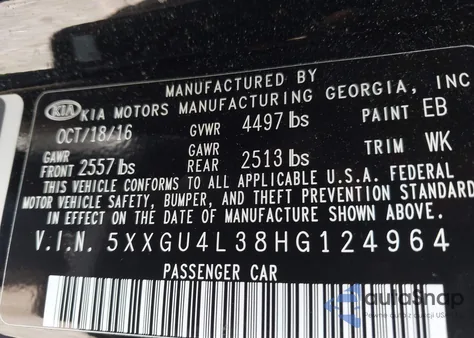 MANUFACTURED BY
KIA KIA MOTORS MANUFACTURING GEORGIA, INC
OCT/18/16 GVWR 4497 lbs PAINT EB
GAWR FRONT 2557 lbs GAWR REAR 2513 lbs TRIM WK
THIS VEHICLE CONFORMS TO ALL APPLICABLE U.S.A. FEDERAL
MOTOR VEHICLE SAFETY, BUMPER, AND THEFT PREVENTION STANDARD
IN EFFECT ON THE DATE OF MANUFACTURE SHOWN ABOVE.
V.I.N. 5XXGU4L38HG124964
PASSENGER CAR
autoSnap